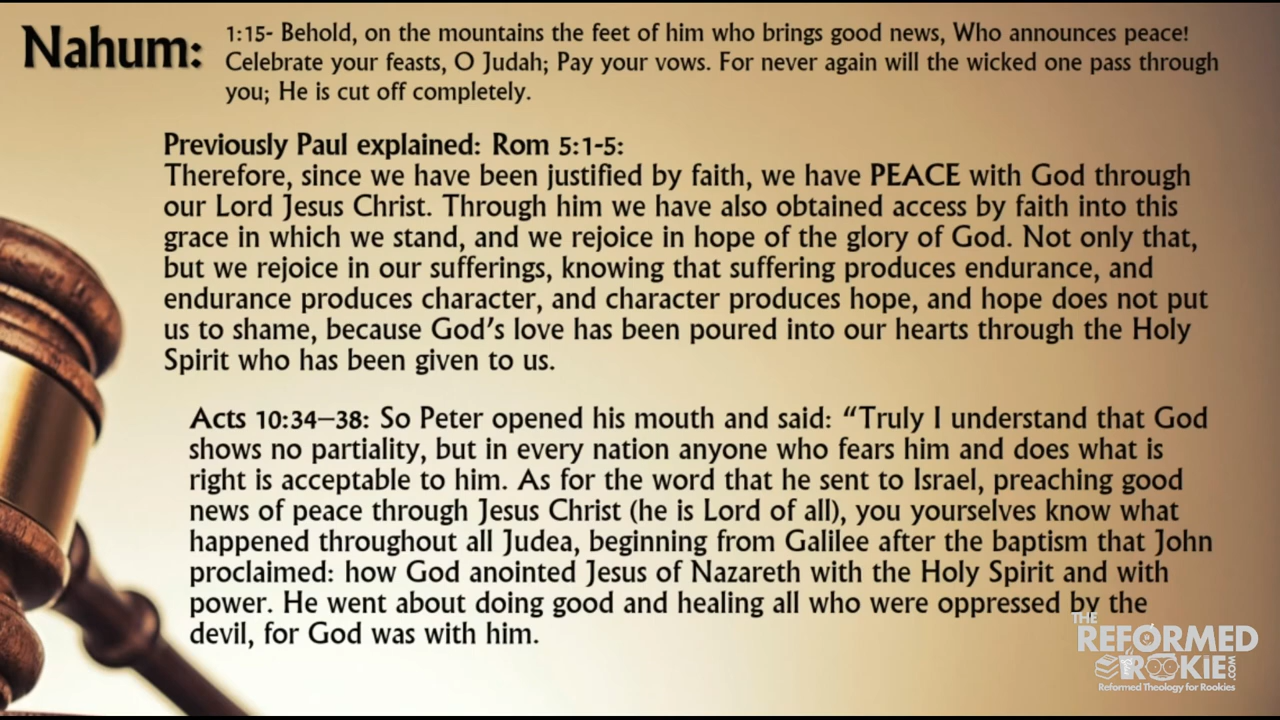 Nahum:
1:15- Behold, on the mountains the feet of him who brings good news, Who announces peace!
Celebrate your feasts, O Judah; Pay your vows. For never again will the wicked one pass through
you; He is cut off completely.
Previously Paul explained: Rom 5:1-5:
Therefore, since we have been justified by faith, we have PEACE with God through
our Lord Jesus Christ. Through him we have also obtained access by faith into this
grace in which we stand, and we rejoice in hope of the glory of God. Not only that,
but we rejoice in our sufferings, knowing that suffering produces endurance, and
endurance produces character, and character produces hope, and hope does not put
us to shame, because God’s love has been poured into our hearts through the Holy
Spirit who has been given to us.
Acts 10:34–38: So Peter opened his mouth and said: “Truly I understand that God
shows no partiality, but in every nation anyone who fears him and does what is
right is acceptable to him. As for the word that he sent to Israel, preaching good
news of peace through Jesus Christ (he is Lord of all), you yourselves know what
happened throughout all Judea, beginning from Galilee after the baptism that John
proclaimed: how God anointed Jesus of Nazareth with the Holy Spirit and with
power. He went about doing good and healing all who were oppressed by the
devil, for God was with him.
THE
REFORMED
ROOKIE.COM
Reformed Theology for Rookies